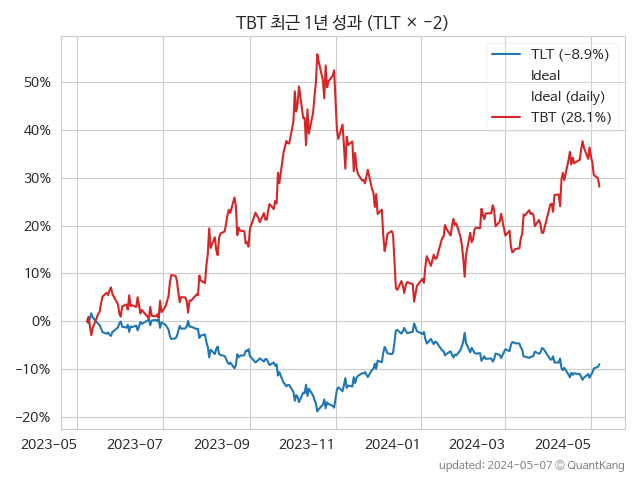 TBT 최근 1년 성과 (TLT × −2)
TLT (−8.9%)
Ideal
Ideal (daily)
TBT (28.1%)
50%
40%
30%
20%
10%
0%
−10%
−20%
2023-05 2023-07 2023-09 2023-11 2024-01 2024-03 2024-05
updated: 2024-05-07 © QuantKang